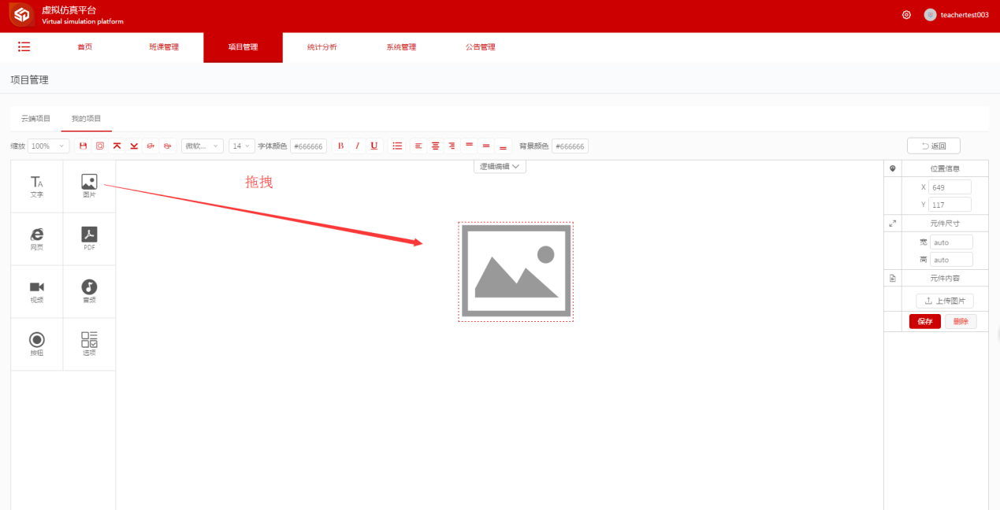 虚拟仿真平台
Virtual simulation platform
teachertest003
首页 班课管理 项目管理 统计分析 系统管理 公告管理
项目管理
云端项目 我的项目
缩放 100% 微软... 14 字体颜色 #666666 B I U 背景颜色 #666666 返回
逻辑编辑
位置信息
X 649
Y 117
元件尺寸
宽 auto
高 auto
元件内容
上传图片
保存 删除
文字 图片
网页 PDF
视频 音频
按钮 选项
拖拽